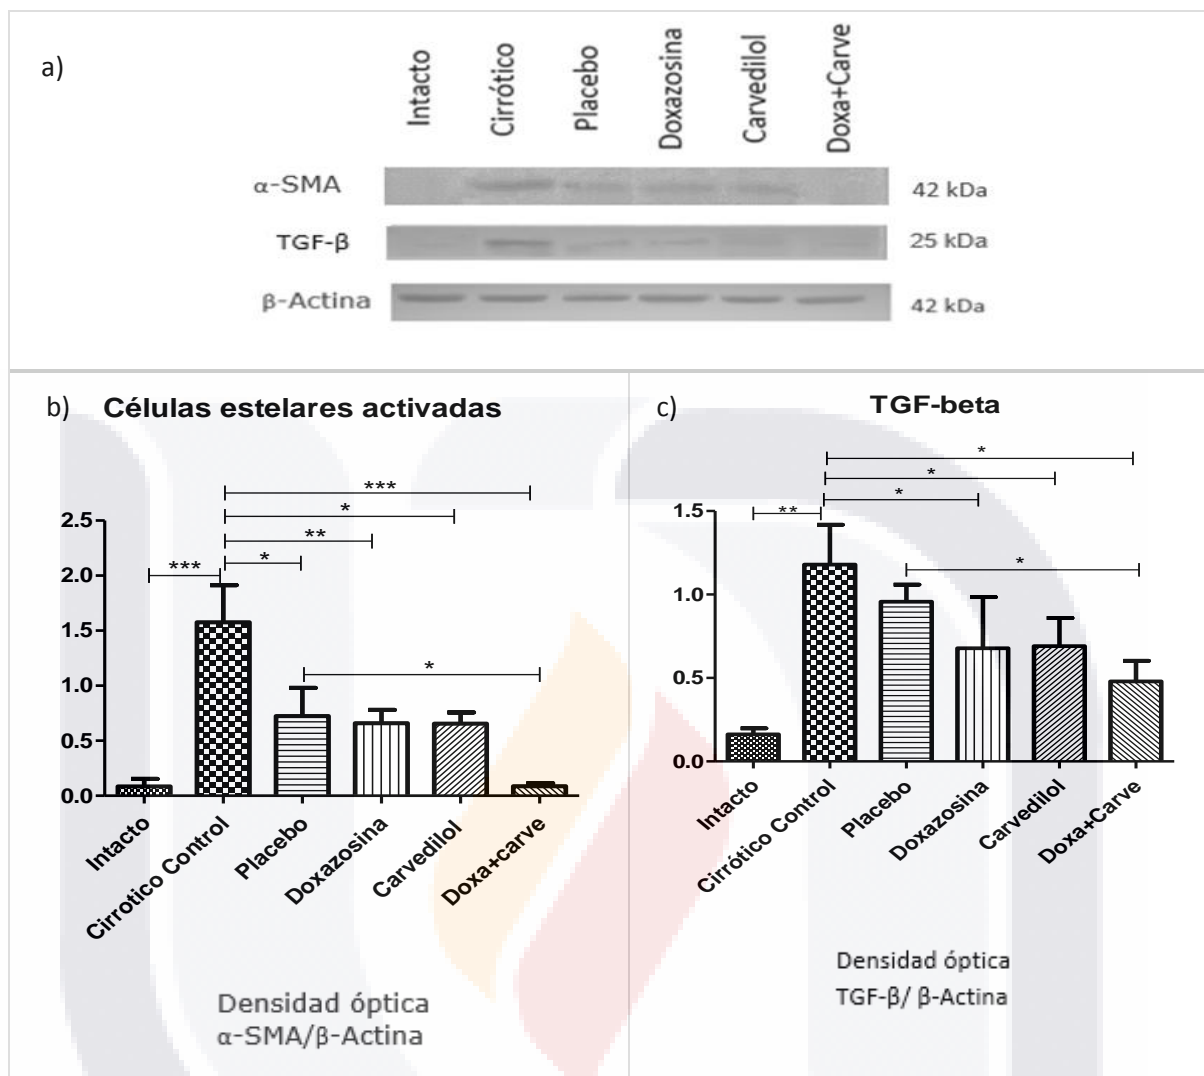 a)
Intacto
Cirrótico
Placebo
Doxazosina
Carvedilol
Doxa+Carve
α-SMA
42 kDa
TGF-β
25 kDa
β-Actina
42 kDa
b)
Células estelares activadas
***
*
**
*
***
*
2.5
2.0
1.5
1.0
0.5
0.0
Intacto
Cirrotico Control
Placebo
Doxazosina
Carvedilol
Doxa+carve
Densidad óptica
α-SMA/β-Actina
c)
TGF-beta
*
*
*
**
*
1.5
1.0
0.5
0.0
Intacto
Cirrótico Control
Placebo
Doxazosina
Carvedilol
Doxa+Carve
Densidad óptica
TGF-β/ β-Actina